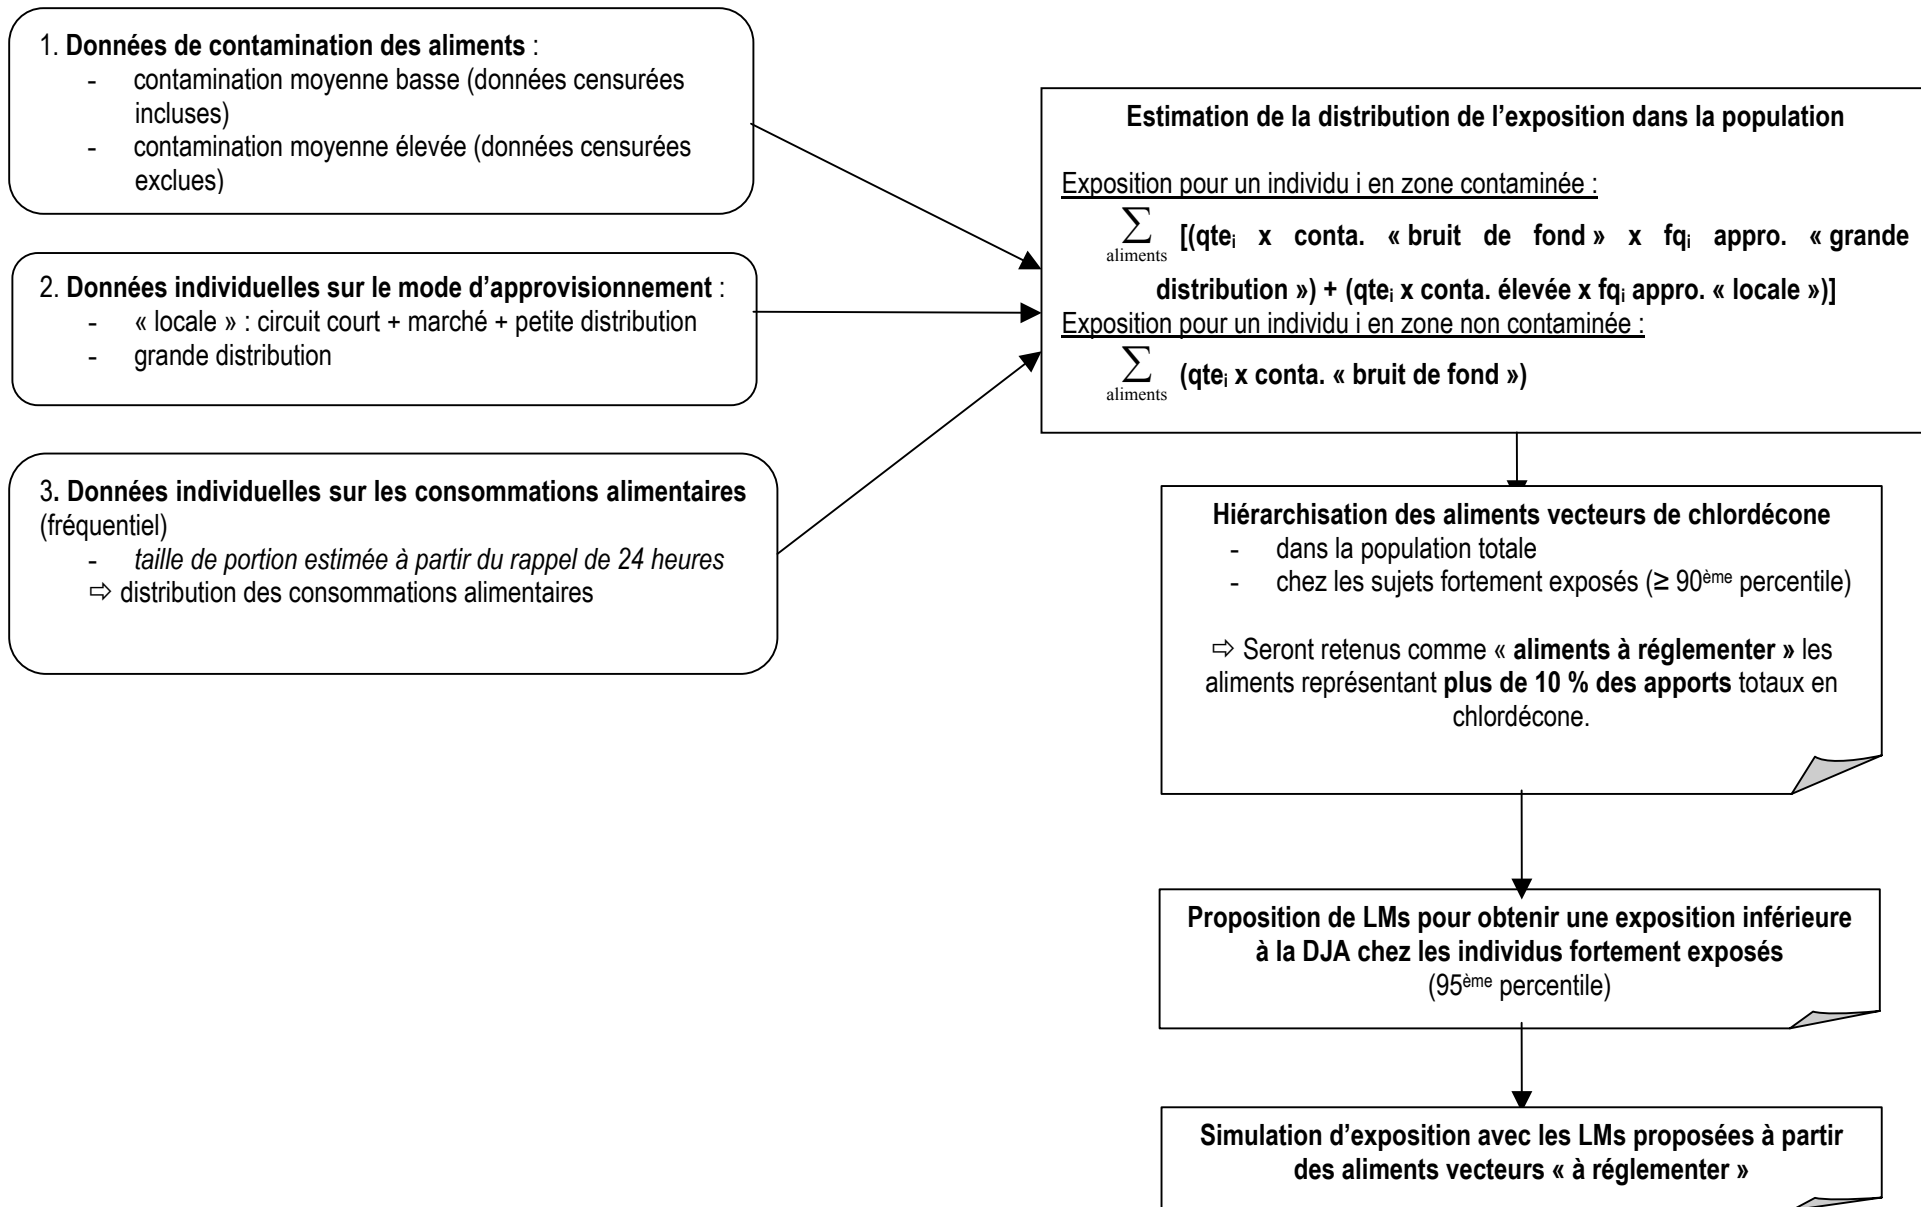 1. Données de contamination des aliments :
- contamination moyenne basse (données censurées
incluses)
- contamination moyenne élevée (données censurées
exclues)
2. Données individuelles sur le mode d'approvisionnement :
- « locale » : circuit court + marché + petite distribution
- grande distribution
3. Données individuelles sur les consommations alimentaires
(fréquentiel)
- taille de portion estimée à partir du rappel de 24 heures
⇨ distribution des consommations alimentaires
Estimation de la distribution de l'exposition dans la population
Exposition pour un individu i en zone contaminée :
∑ aliments [(qteᵢ x conta. « bruit de fond » x fqᵢ appro. « grande
distribution ») + (qteᵢ x conta. élevée x fqᵢ appro. « locale »)]
Exposition pour un individu i en zone non contaminée :
∑ aliments (qteᵢ x conta. « bruit de fond »)
Hiérarchisation des aliments vecteurs de chlordécone
- dans la population totale
- chez les sujets fortement exposés (≥ 90ème percentile)
⇨ Seront retenus comme « aliments à réglementer » les
aliments représentant plus de 10 % des apports totaux en
chlordécone.
Proposition de LMs pour obtenir une exposition inférieure
à la DJA chez les individus fortement exposés
(95ème percentile)
Simulation d'exposition avec les LMs proposées à partir
des aliments vecteurs « à réglementer »